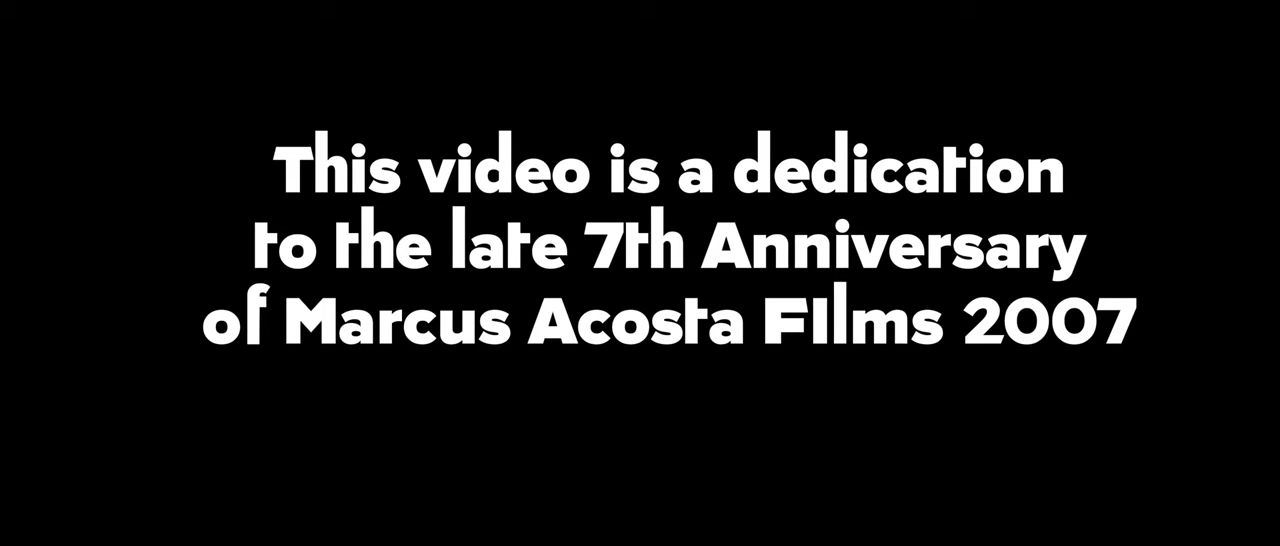 This video is a dedication
to the late 7th Anniversary
of Marcus Acosta FIlms 2007